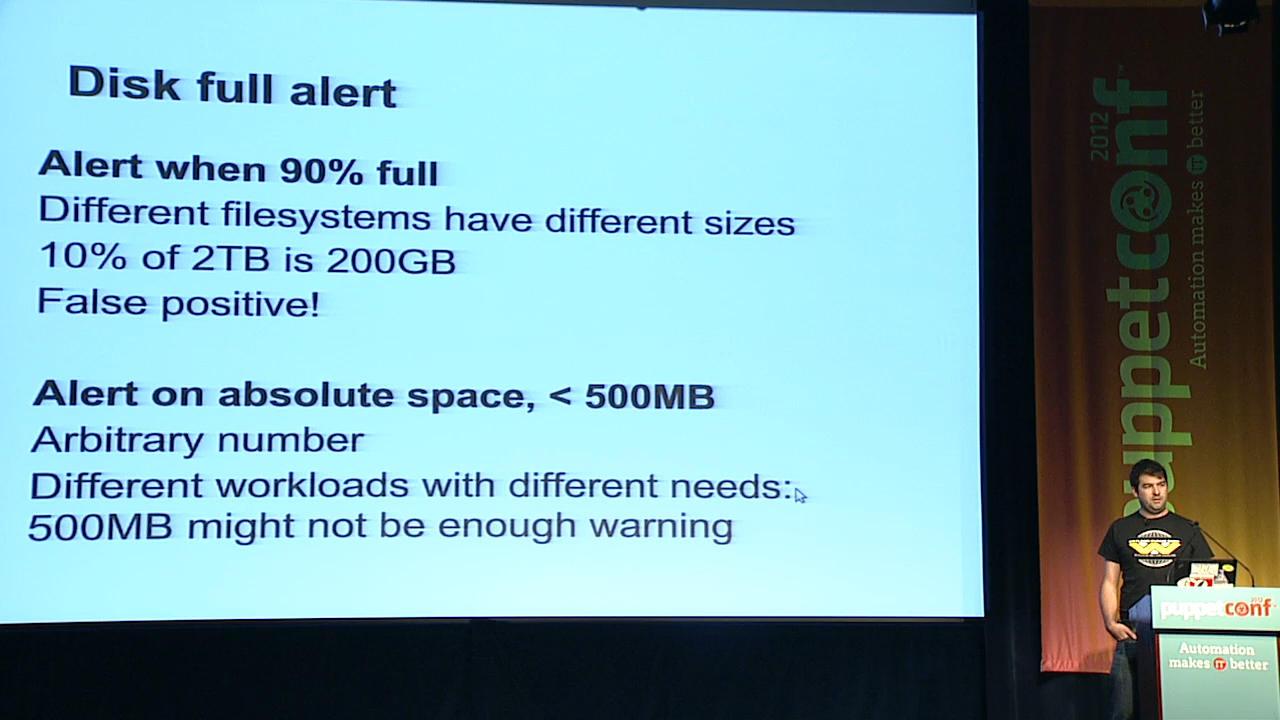 Disk full alert
Alert when 90% full
Different filesystems have different sizes
10% of 2TB is 200GB
False positive!
Alert on absolute space, < 500MB
Arbitrary number
Different workloads with different needs:
500MB might not be enough warning
puppetconf 2012
Automation makes IT better
puppetconf
Automation
makes IT better